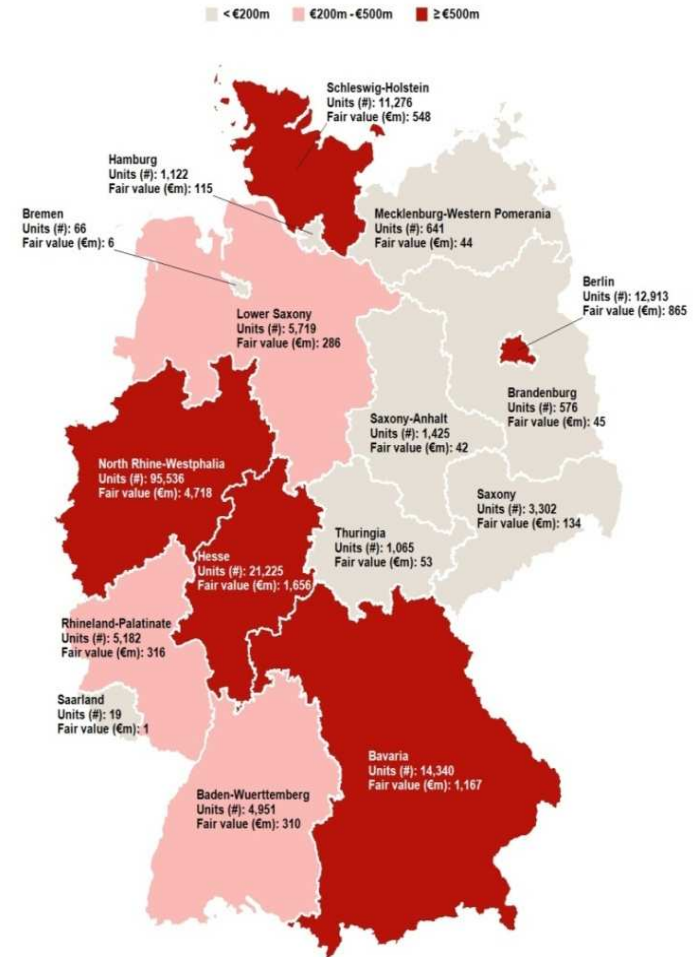 < €200m €200m - €500m ≥ €500m
Schleswig-Holstein
Units (#): 11,276
Fair value (€m): 548
Hamburg
Units (#): 1,122
Fair value (€m): 115
Mecklenburg-Western Pomerania
Units (#): 641
Fair value (€m): 44
Bremen
Units (#): 66
Fair value (€m): 6
Berlin
Units (#): 12,913
Fair value (€m): 865
Lower Saxony
Units (#): 5,719
Fair value (€m): 286
Brandenburg
Units (#): 576
Fair value (€m): 45
Saxony-Anhalt
Units (#): 1,425
Fair value (€m): 42
North Rhine-Westphalia
Units (#): 95,536
Fair value (€m): 4,718
Saxony
Units (#): 3,302
Fair value (€m): 134
Thuringia
Units (#): 1,065
Fair value (€m): 53
Hesse
Units (#): 21,225
Fair value (€m): 1,656
Rhineland-Palatinate
Units (#): 5,182
Fair value (€m): 316
Saarland
Units (#): 19
Fair value (€m): 1
Bavaria
Units (#): 14,340
Fair value (€m): 1,167
Baden-Wuerttemberg
Units (#): 4,951
Fair value (€m): 310